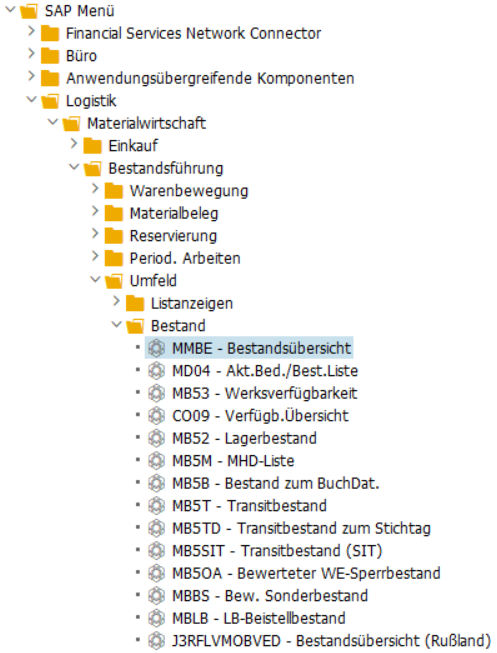 SAP Menü
Financial Services Network Connector
Büro
Anwendungsübergreifende Komponenten
Logistik
Materialwirtschaft
Einkauf
Bestandsführung
Warenbewegung
Materialbeleg
Reservierung
Period. Arbeiten
Umfeld
Listanzeigen
Bestand
MMBE - Bestandsübersicht
MD04 - Akt.Bed./Best.Liste
MB53 - Werksverfügbarkeit
CO09 - Verfügb.Übersicht
MB52 - Lagerbestand
MB5M - MHD-Liste
MB5B - Bestand zum BuchDat.
MB5T - Transitbestand
MB5TD - Transitbestand zum Stichtag
MB5SIT - Transitbestand (SIT)
MB5OA - Bewerteter WE-Sperrbestand
MBBS - Bew. Sonderbestand
MBLB - LB-Beistellbestand
J3RFLVMOBVED - Bestandsübersicht (Rußland)